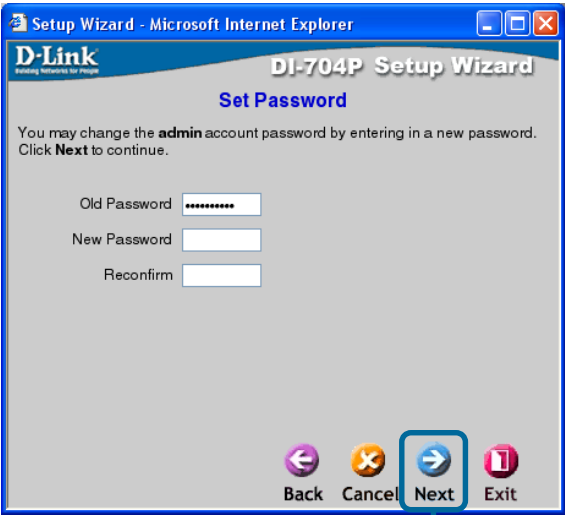 Setup Wizard - Microsoft Internet Explorer
D-Link
Building Networks for People
DI-704P Setup Wizard
Set Password
You may change the admin account password by entering in a new password.
Click Next to continue.
Old Password ••••••••••
New Password
Reconfirm
Back Cancel Next Exit